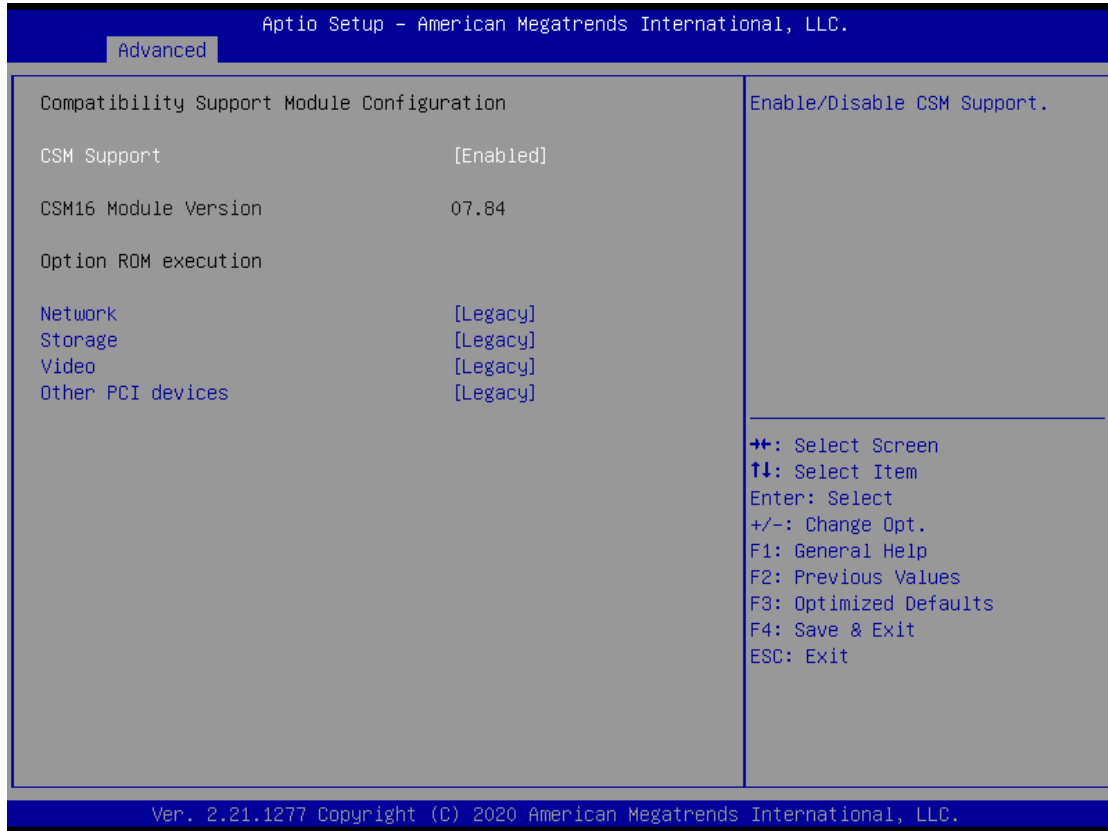 Aptio Setup – American Megatrends International, LLC.
Advanced
Compatibility Support Module Configuration
CSM Support [Enabled]
CSM16 Module Version 07.84
Option ROM execution
Network [Legacy]
Storage [Legacy]
Video [Legacy]
Other PCI devices [Legacy]
Enable/Disable CSM Support.
→←: Select Screen
↑↓: Select Item
Enter: Select
+/-: Change Opt.
F1: General Help
F2: Previous Values
F3: Optimized Defaults
F4: Save & Exit
ESC: Exit
Ver. 2.21.1277 Copyright (C) 2020 American Megatrends International, LLC.